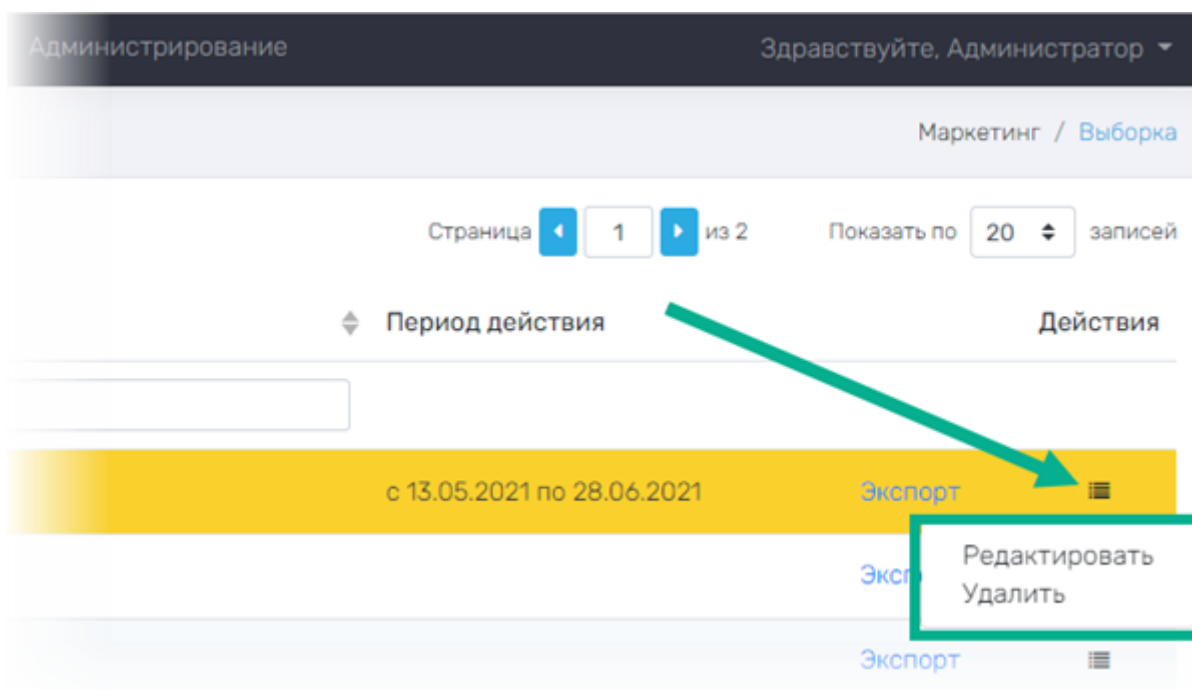 Администрирование Здравствуйте, Администратор
Маркетинг / Выборка
Страница 1 из 2 Показать по 20 записей
Период действия Действия
с 13.05.2021 по 28.06.2021 Экспорт
Редактировать
Удалить
Экспорт